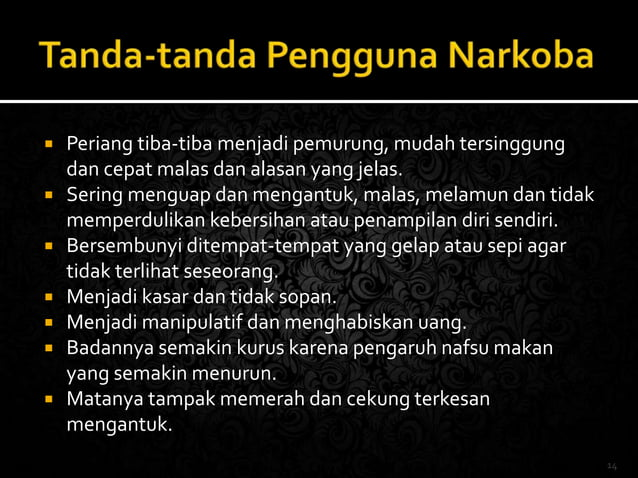 Tanda-tanda Pengguna Narkoba
▪ Periang tiba-tiba menjadi pemurung, mudah tersinggung
dan cepat malas dan alasan yang jelas.
▪ Sering menguap dan mengantuk, malas, melamun dan tidak
memperdulikan kebersihan atau penampilan diri sendiri.
▪ Bersembunyi ditempat-tempat yang gelap atau sepi agar
tidak terlihat seseorang.
▪ Menjadi kasar dan tidak sopan.
▪ Menjadi manipulatif dan menghabiskan uang.
▪ Badannya semakin kurus karena pengaruh nafsu makan
yang semakin menurun.
▪ Matanya tampak memerah dan cekung terkesan
mengantuk.
14